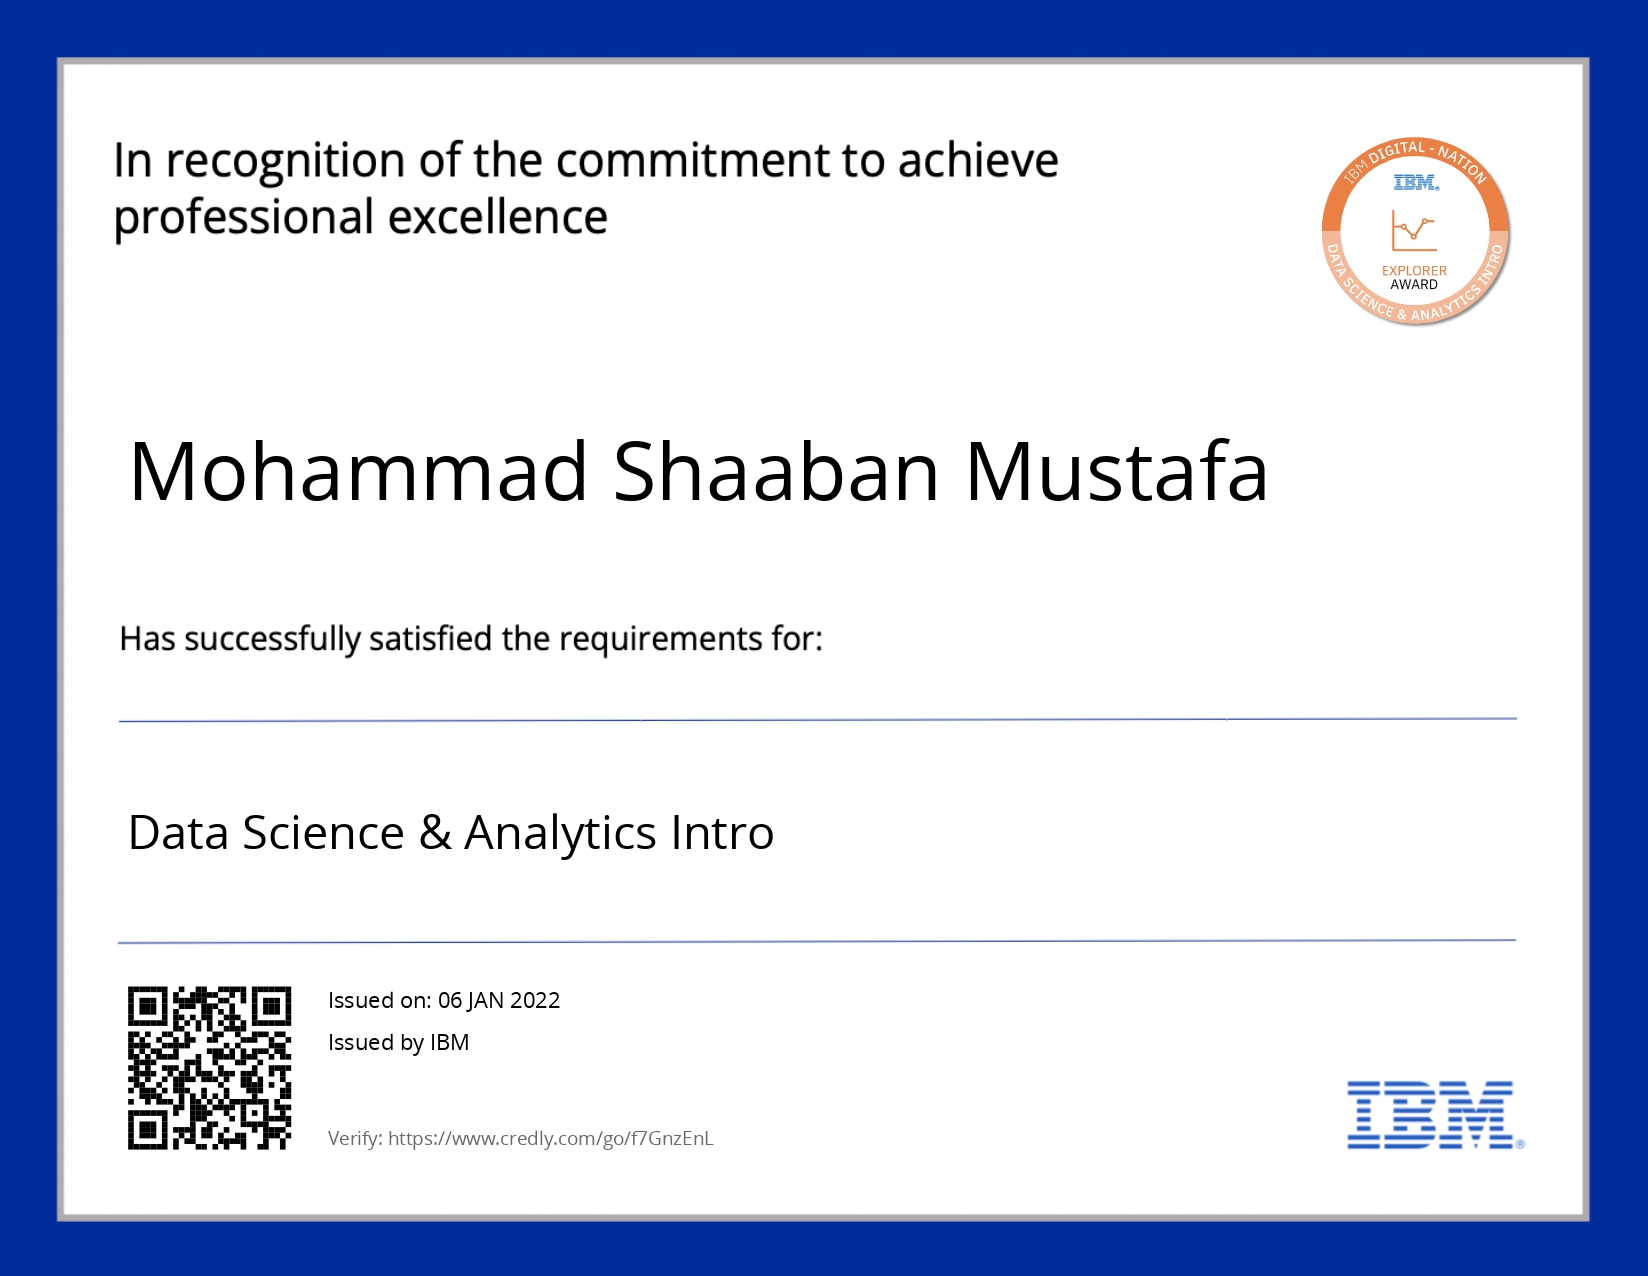 In recognition of the commitment to achieve
professional excellence
IBM DIGITAL - NATION
IBM®
EXPLORER
AWARD
DATA SCIENCE & ANALYTICS INTRO
Mohammad Shaaban Mustafa
Has successfully satisfied the requirements for:
Data Science & Analytics Intro
Issued on: 06 JAN 2022
Issued by IBM
Verify: https://www.credly.com/go/f7GnzEnL
IBM®